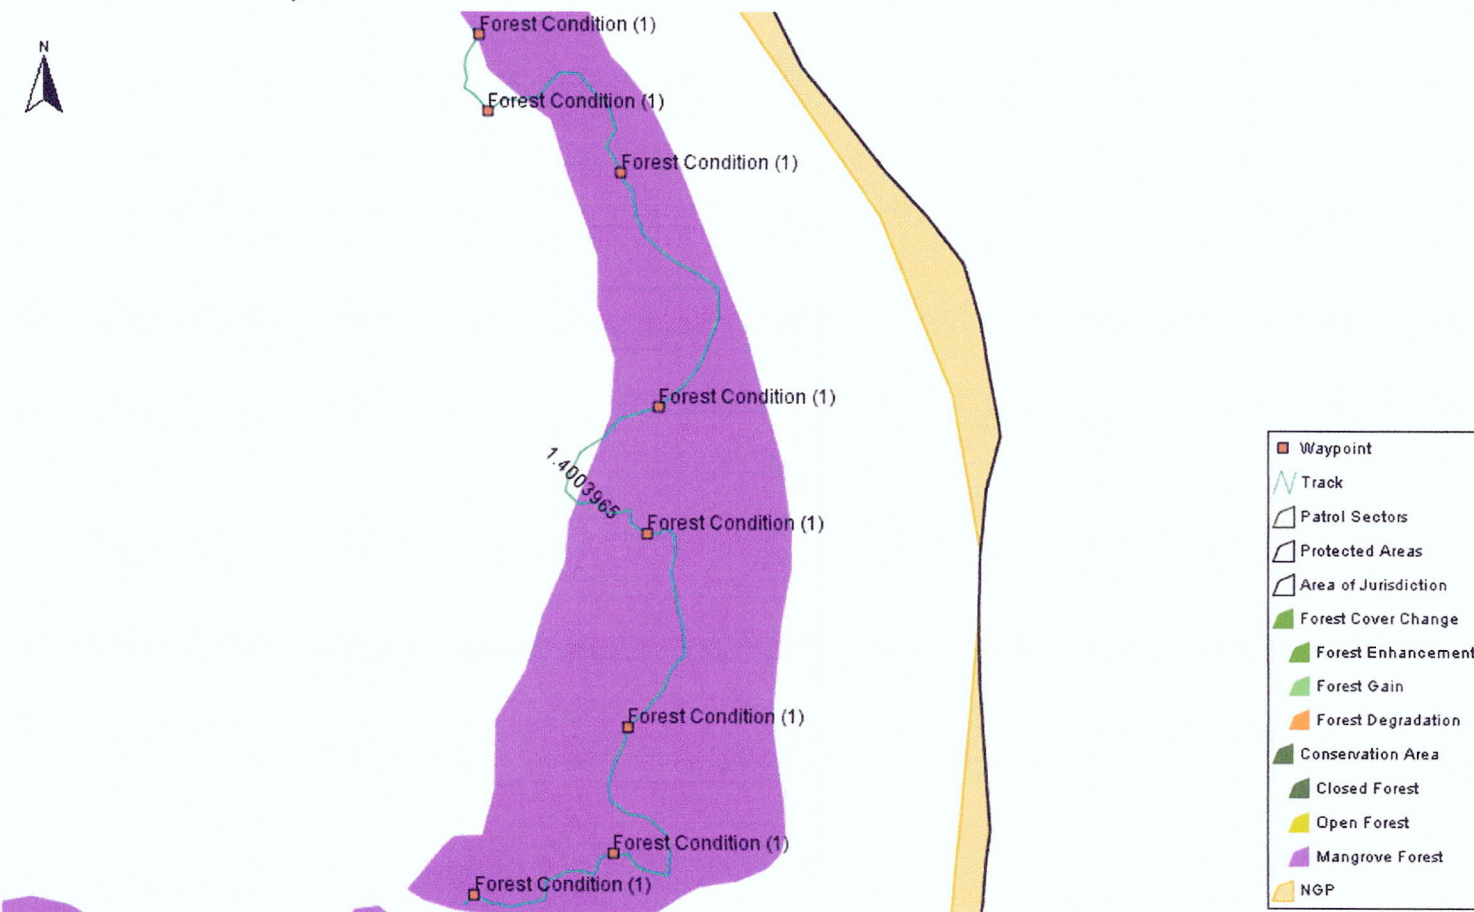 N
Forest Condition (1)
Forest Condition (1)
Forest Condition (1)
Forest Condition (1)
1.4003965
Forest Condition (1)
Forest Condition (1)
Forest Condition (1)
Forest Condition (1)
Waypoint
Track
Patrol Sectors
Protected Areas
Area of Jurisdiction
Forest Cover Change
Forest Enhancement
Forest Gain
Forest Degradation
Conservation Area
Closed Forest
Open Forest
Mangrove Forest
NGP